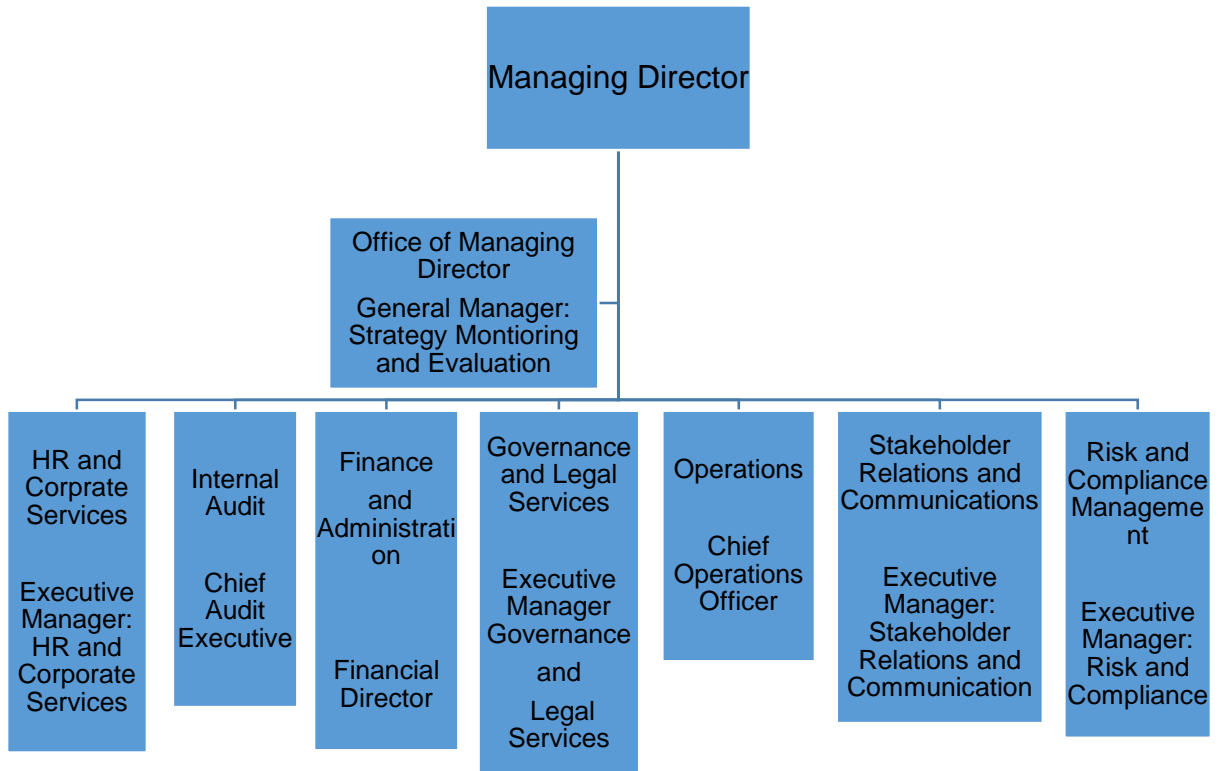 Managing Director
Office of Managing
Director
General Manager:
Strategy Montioring
and Evaluation
HR and
Corprate
Services
Executive
Manager:
HR and
Corporate
Services
Internal
Audit
Chief
Audit
Executive
Finance
and
Administrati
on
Financial
Director
Governance
and Legal
Services
Executive
Manager
Governance
and
Legal
Services
Operations
Chief
Operations
Officer
Stakeholder
Relations and
Communications
Executive
Manager:
Stakeholder
Relations and
Communication
Risk and
Compliance
Manageme
nt
Executive
Manager:
Risk and
Compliance